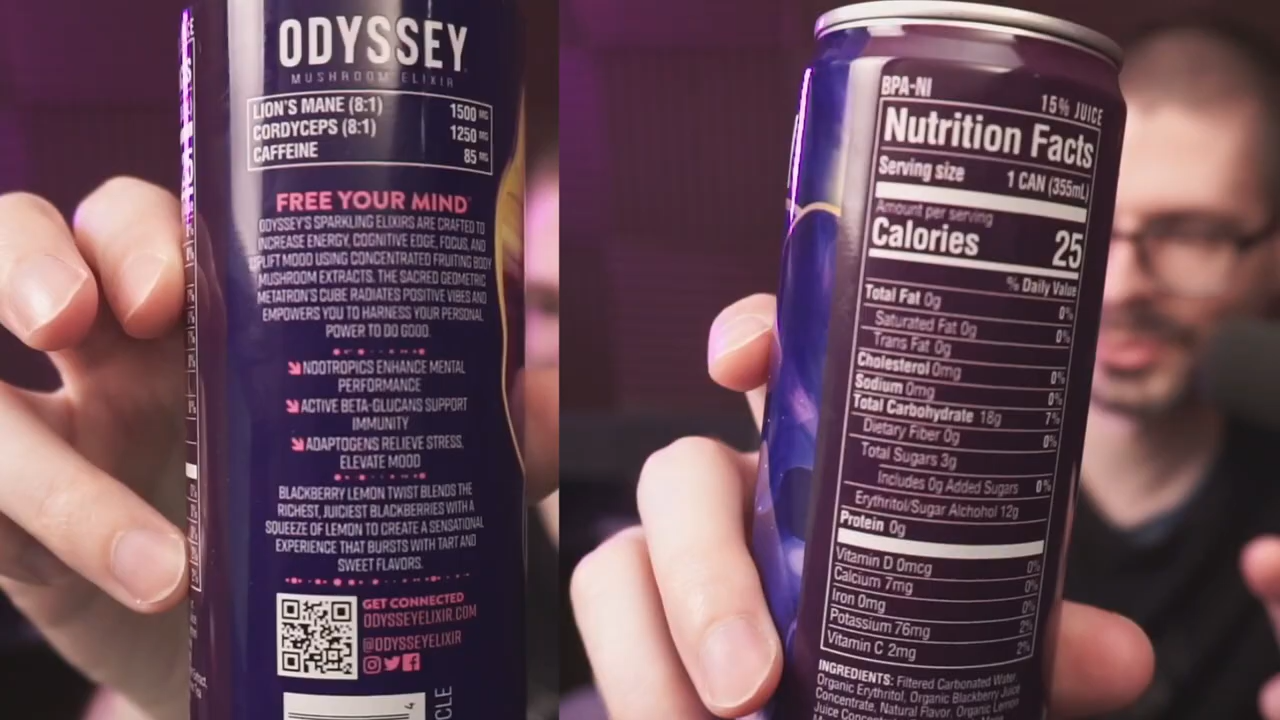 ODYSSEY
MUSHROOM ELIXIR
LION'S MANE (8:1) 1500 MG
CORDYCEPS (8:1) 1250 MG
CAFFEINE 85 MG
FREE YOUR MIND
ODYSSEY'S SPARKLING ELIXIRS ARE CRAFTED TO
INCREASE ENERGY, COGNITIVE EDGE, FOCUS, AND
UPLIFT MOOD USING CONCENTRATED FRUITING BODY
MUSHROOM EXTRACTS. THE SACRED GEOMETRIC
METATRON'S CUBE RADIATES POSITIVE VIBES AND
EMPOWERS YOU TO HARNESS YOUR PERSONAL
POWER TO DO GOOD.
NOOTROPICS ENHANCE MENTAL
PERFORMANCE
ACTIVE BETA-GLUCANS SUPPORT
IMMUNITY
ADAPTOGENS RELIEVE STRESS,
ELEVATE MOOD
BLACKBERRY LEMON TWIST BLENDS THE
RICHEST, JUICIEST BLACKBERRIES WITH A
SQUEEZE OF LEMON TO CREATE A SENSATIONAL
EXPERIENCE THAT BURSTS WITH TART AND
SWEET FLAVORS.
GET CONNECTED
ODYSSEYELIXIR.COM
@ODYSSEYELIXIR
4
BPA-NI 15% JUICE
Nutrition Facts
Serving size 1 CAN (355mL)
Amount per serving
Calories 25
% Daily Value
Total Fat 0g 0%
Saturated Fat 0g 0%
Trans Fat 0g
Cholesterol 0mg 0%
Sodium 0mg 0%
Total Carbohydrate 18g 7%
Dietary Fiber 0g 0%
Total Sugars 3g
Includes 0g Added Sugars 0%
Erythritol/Sugar Alchohol 12g
Protein 0g
Vitamin D 0mcg 0%
Calcium 7mg 0%
Iron 0mg 0%
Potassium 76mg 2%
Vitamin C 2mg 2%
INGREDIENTS: Filtered Carbonated Water,
Organic Erythritol, Organic Blackberry Juice
Concentrate, Natural Flavor, Organic Lemon